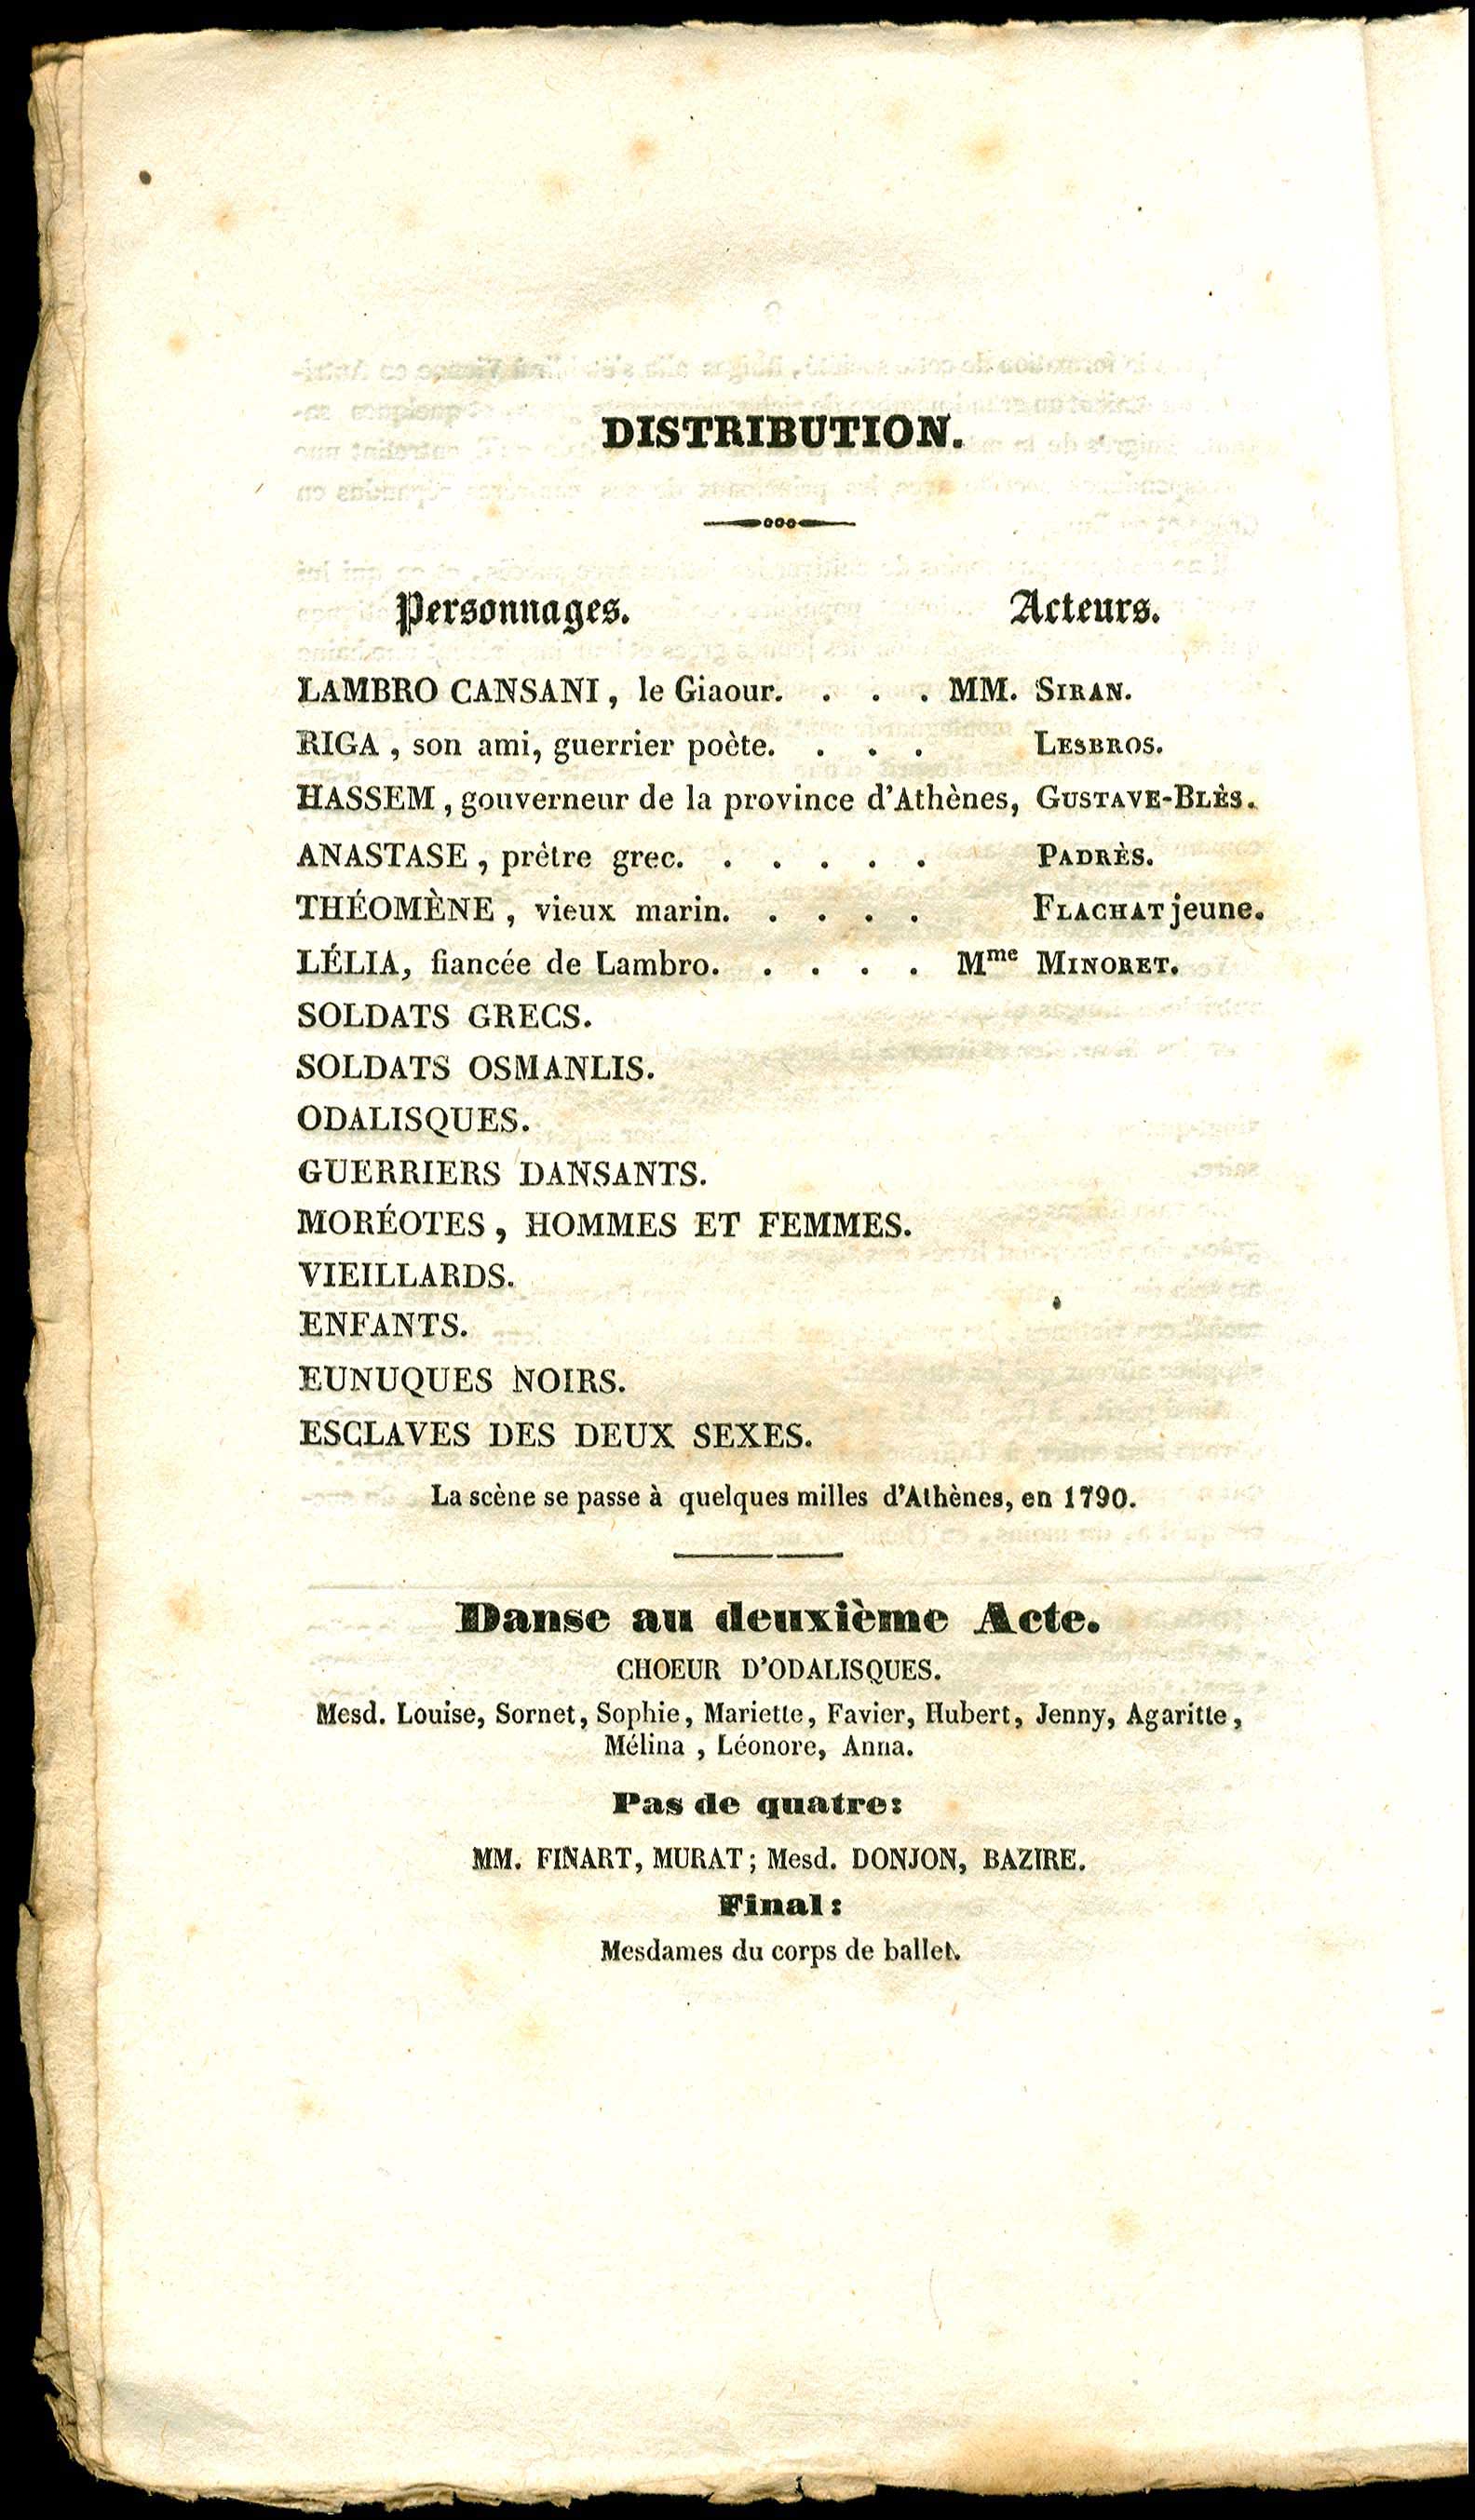 DISTRIBUTION.
Personnages. Acteurs.
LAMBRO CANSANI, le Giaour. . . . MM. SIRAN.
RIGA, son ami, guerrier poète. . . . LESBROS.
HASSEM, gouverneur de la province d'Athènes, GUSTAVE-BLÈS.
ANASTASE, prêtre grec. . . . . . PADRÈS.
THÉOMÈNE, vieux marin. . . . . FLACHAT jeune.
LÉLIA, fiancée de Lambro. . . . . Mme MINORET.
SOLDATS GRECS.
SOLDATS OSMANLIS.
ODALISQUES.
GUERRIERS DANSANTS.
MORÉOTES, HOMMES ET FEMMES.
VIEILLARDS.
ENFANTS.
EUNUQUES NOIRS.
ESCLAVES DES DEUX SEXES.
La scène se passe à quelques milles d'Athènes, en 1790.
Danse au deuxième Acte.
CHOEUR D'ODALISQUES.
Mesd. Louise, Sornet, Sophie, Mariette, Favier, Hubert, Jenny, Agaritte,
Mélina, Léonore, Anna.
Pas de quatre:
MM. FINART, MURAT; Mesd. DONJON, BAZIRE.
Final:
Mesdames du corps de ballet.